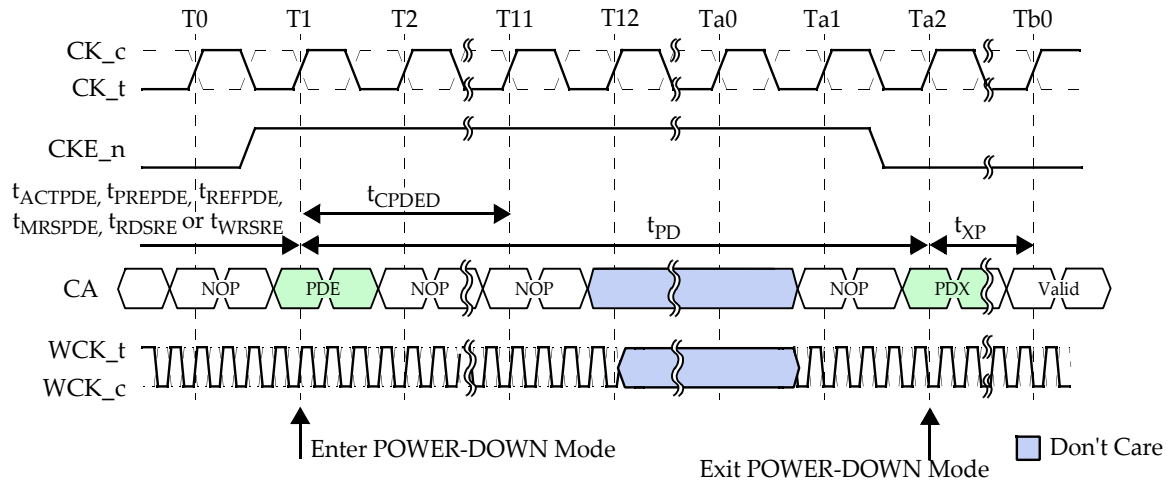 T0 T1 T2 T11 T12 Ta0 Ta1 Ta2 Tb0
CK_c
CK_t
CKE_n
tACTPDE, tPREPDE, tREFPDE,
tMRSPDE, tRDSRE or tWRSRE
tCPDED
tPD
tXP
CA NOP PDE NOP NOP NOP PDX Valid
WCK_t
WCK_c
Enter POWER-DOWN Mode
Exit POWER-DOWN Mode
Don't Care